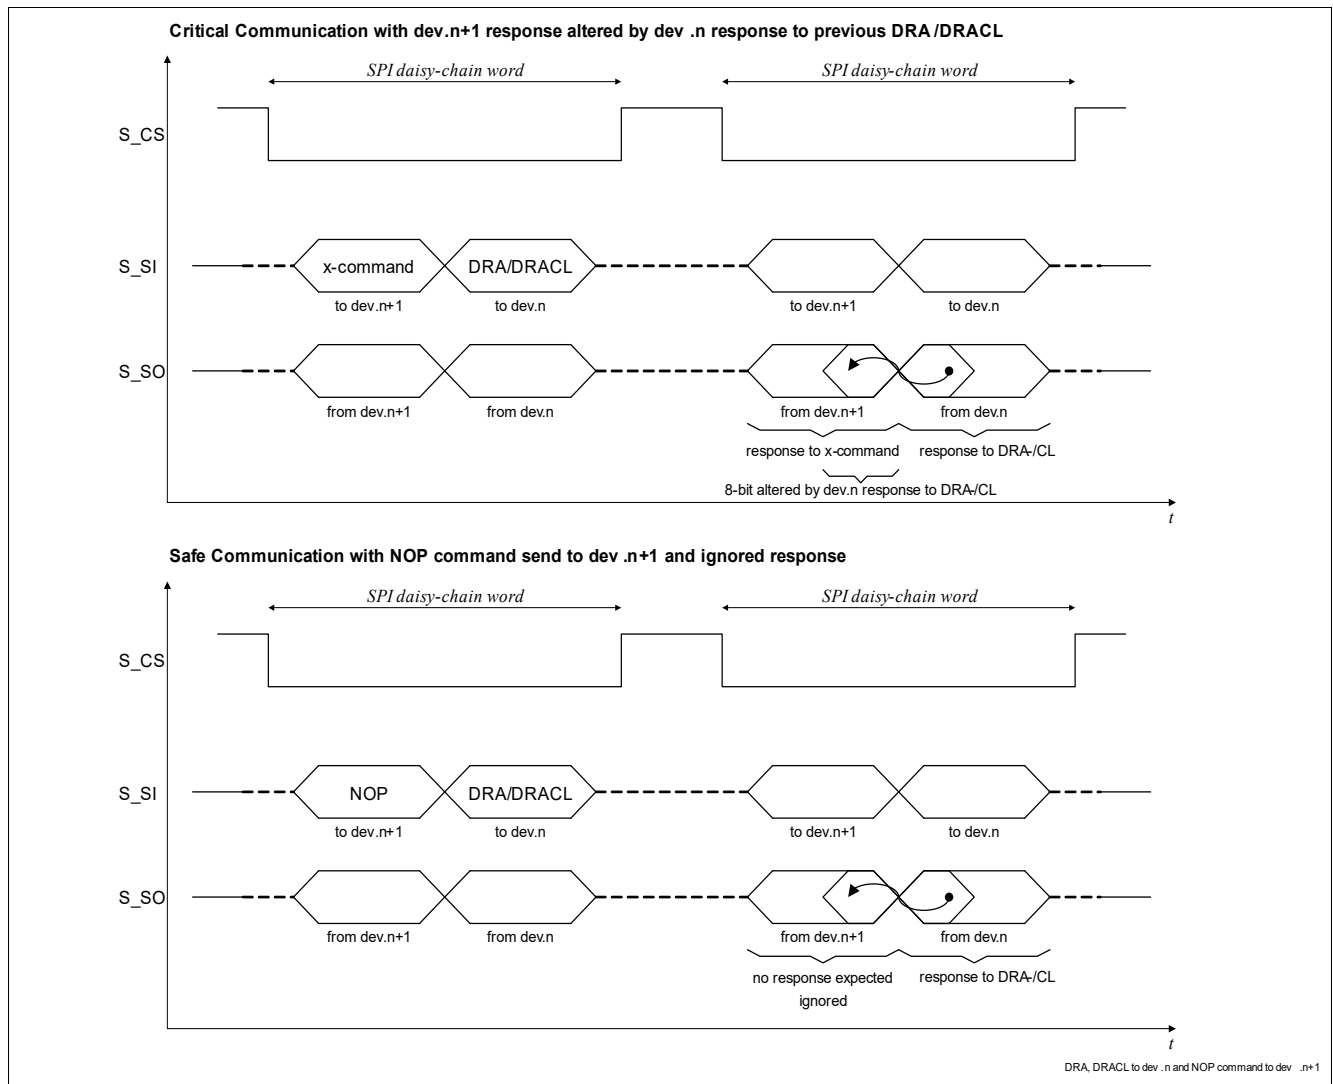 Critical Communication with dev.n+1 response altered by dev .n response to previous DRA/DRACL
SPI daisy-chain word SPI daisy-chain word
S_CS
S_SI x-command DRA/DRACL
to dev.n+1 to dev.n to dev.n+1 to dev.n
S_SO
from dev.n+1 from dev.n from dev.n+1 from dev.n
response to x-command response to DRA-/CL
8-bit altered by dev.n response to DRA-/CL
t
Safe Communication with NOP command send to dev .n+1 and ignored response
SPI daisy-chain word SPI daisy-chain word
S_CS
S_SI NOP DRA/DRACL
to dev.n+1 to dev.n to dev.n+1 to dev.n
S_SO
from dev.n+1 from dev.n from dev.n+1 from dev.n
no response expected response to DRA-/CL
ignored
t
DRA, DRACL to dev .n and NOP command to dev .n+1